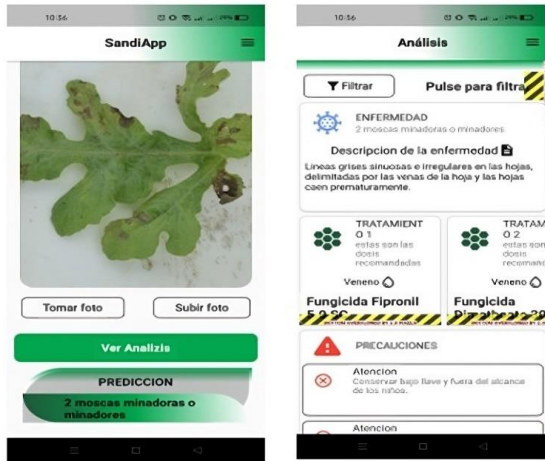 10:36
SandiApp
Tomar foto
Subir foto
Ver Analizis
PREDICCION
2 moscas minadoras o
minadores
10:36
Análisis
Filtrar
Pulse para filtra
ENFERMEDAD
2 moscas minadoras o minadores
Descripcion de la enfermedad
Lineas grises sinuosas e irregulares en las hojas,
delimitadas por las venas de la hoja y las hojas
caen prematuramente.
TRATAMIENT
O 1
estas son las
dosis
recomendadas
Veneno
Fungicida Fipronil
TRATAM
O 2
estas son
dosis
recomend
Veneno
Fungicida
PRECAUCIONES
Atencion
Conservar bajo llave y fuera del alcance
de los niños.
Atencion